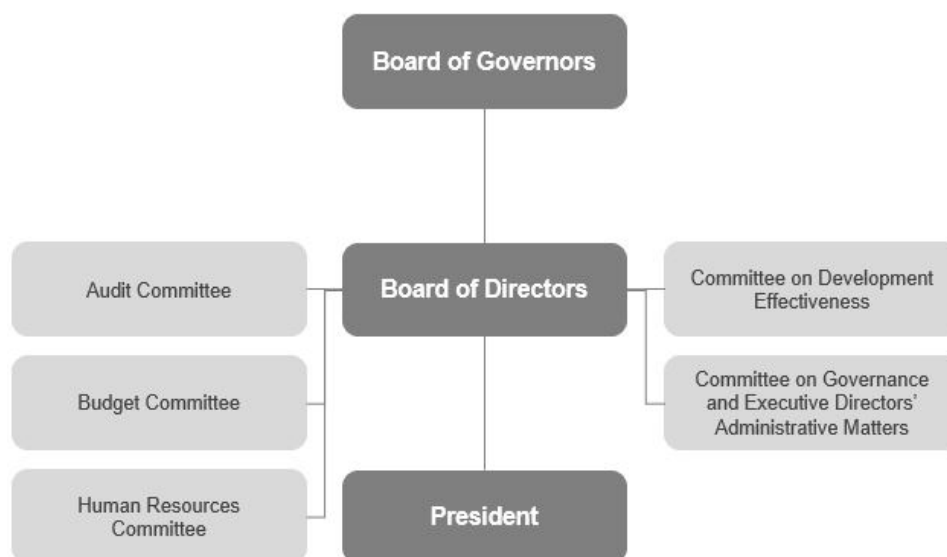 Board of Governors
Audit Committee
Board of Directors
Committee on Development
Effectiveness
Budget Committee
Committee on Governance
and Executive Directors’
Administrative Matters
Human Resources
Committee
President